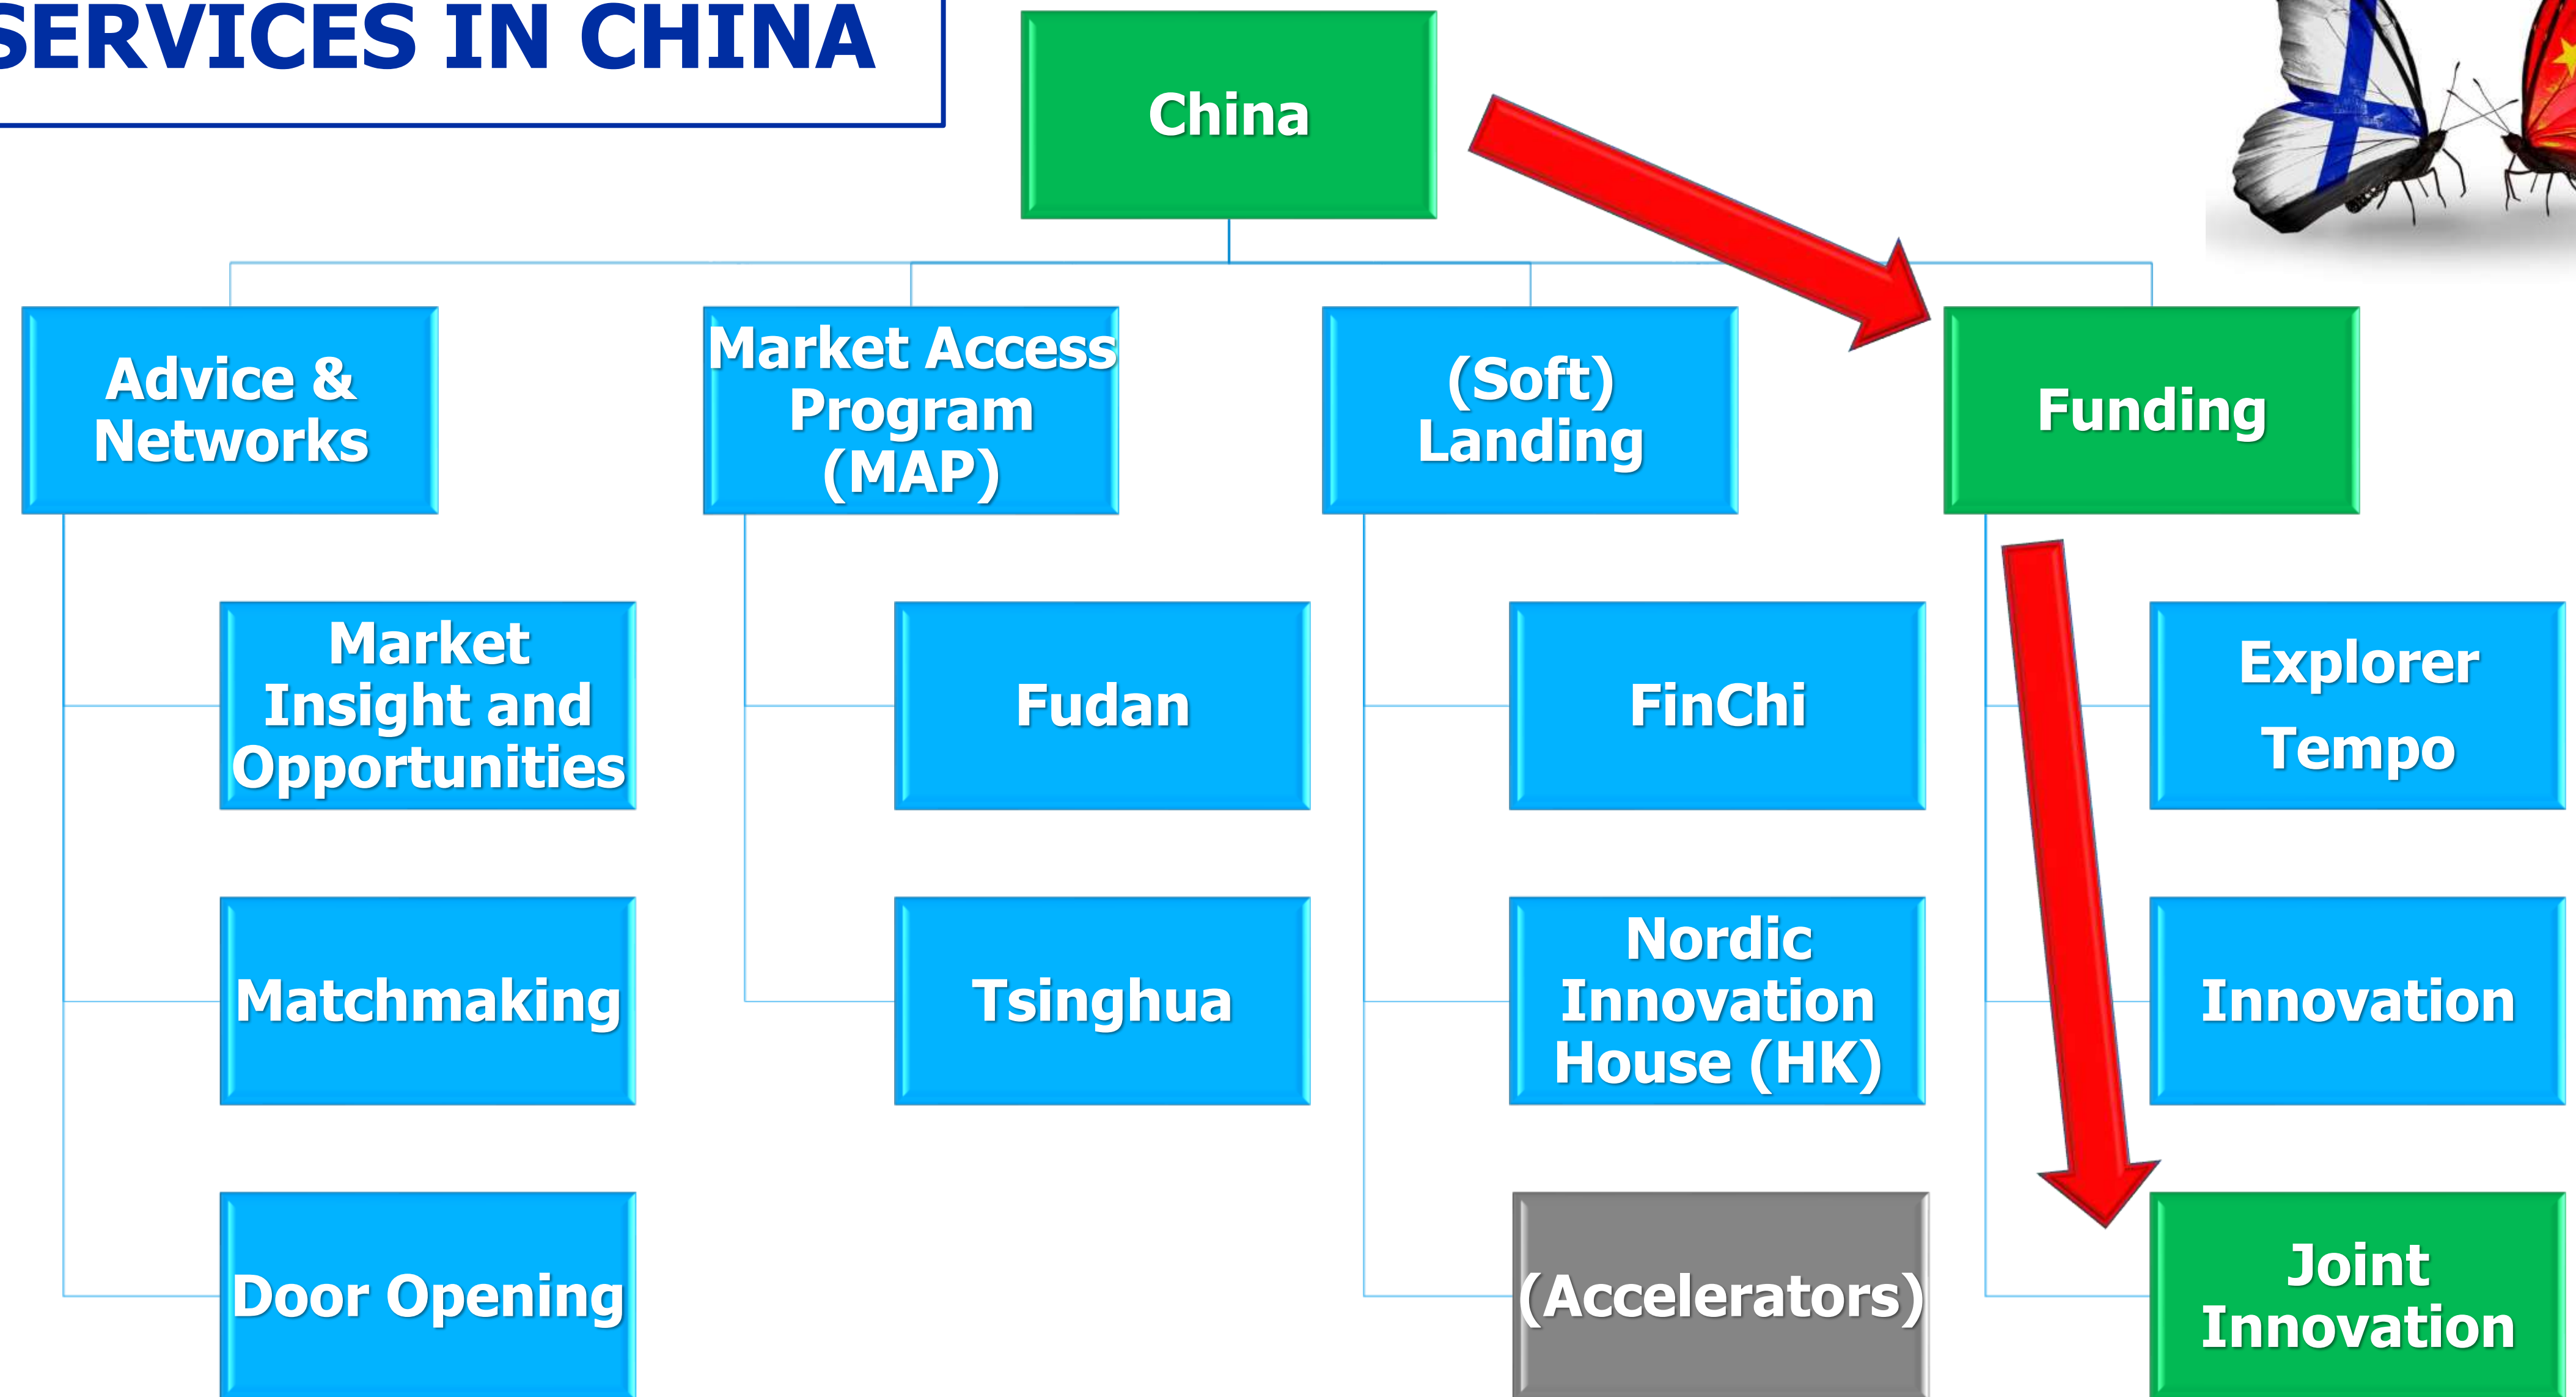 SERVICES IN CHINA
China
Advice &
Networks
Market Access
Program
(MAP)
(Soft)
Landing
Funding
Market
Insight and
Opportunities
Fudan
FinChi
Explorer
Tempo
Matchmaking
Tsinghua
Nordic
Innovation
House (HK)
Innovation
Door Opening
(Accelerators)
Joint
Innovation